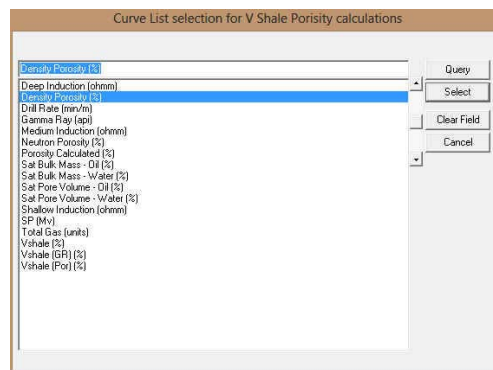 Curve List selection for V Shale Porisity calculations
Density Porosity (%)
Query
Deep Induction (ohmm)
Density Porosity (%)
Select
Drill Rate (min/m)
Gamma Ray (api)
Clear Field
Medium Induction (ohmm)
Neutron Porosity (%)
Cancel
Porosity Calculated (%)
Sat Bulk Mass - Oil (%)
Sat Bulk Mass - Water (%)
Sat Pore Volume - Oil (%)
Sat Pore Volume - Water (%)
Shallow Induction (ohmm)
SP (Mv)
Total Gas (units)
Vshale (%)
Vshale (GR) (%)
Vshale (Por) (%)